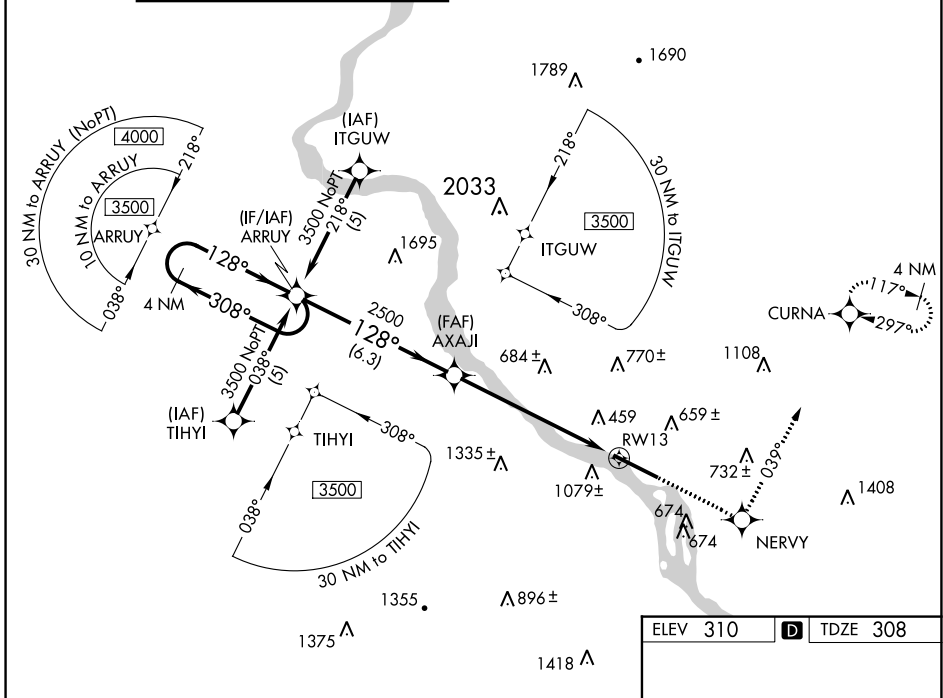 1789
1690
30 NM to ARRUY (NoPT)
4000
218°
10 NM to ARRUY
3500
ARRUY
038°
(IAF)
ITGUW
3500 NoPT
218°
(5)
2033
218°
30 NM to ITGUW
3500
ITGUW
308°
(IF/IAF)
ARRUY
1695
128°
308°
4 NM
2500
128°
(6.3)
(FAF)
AXAJI
4 NM
117°
297°
CURNA
3500 NoPT
038°
(5)
(IAF)
TIHYI
684 ±
770 ±
1108
TIHYI
308°
038°
3500
30 NM to TIHYI
459
659 ±
RW13
1335 ±
1079±
732 ±
039°
1408
674
674
NERVY
1355
896 ±
1375
1418
ELEV 310 D TDZE 308